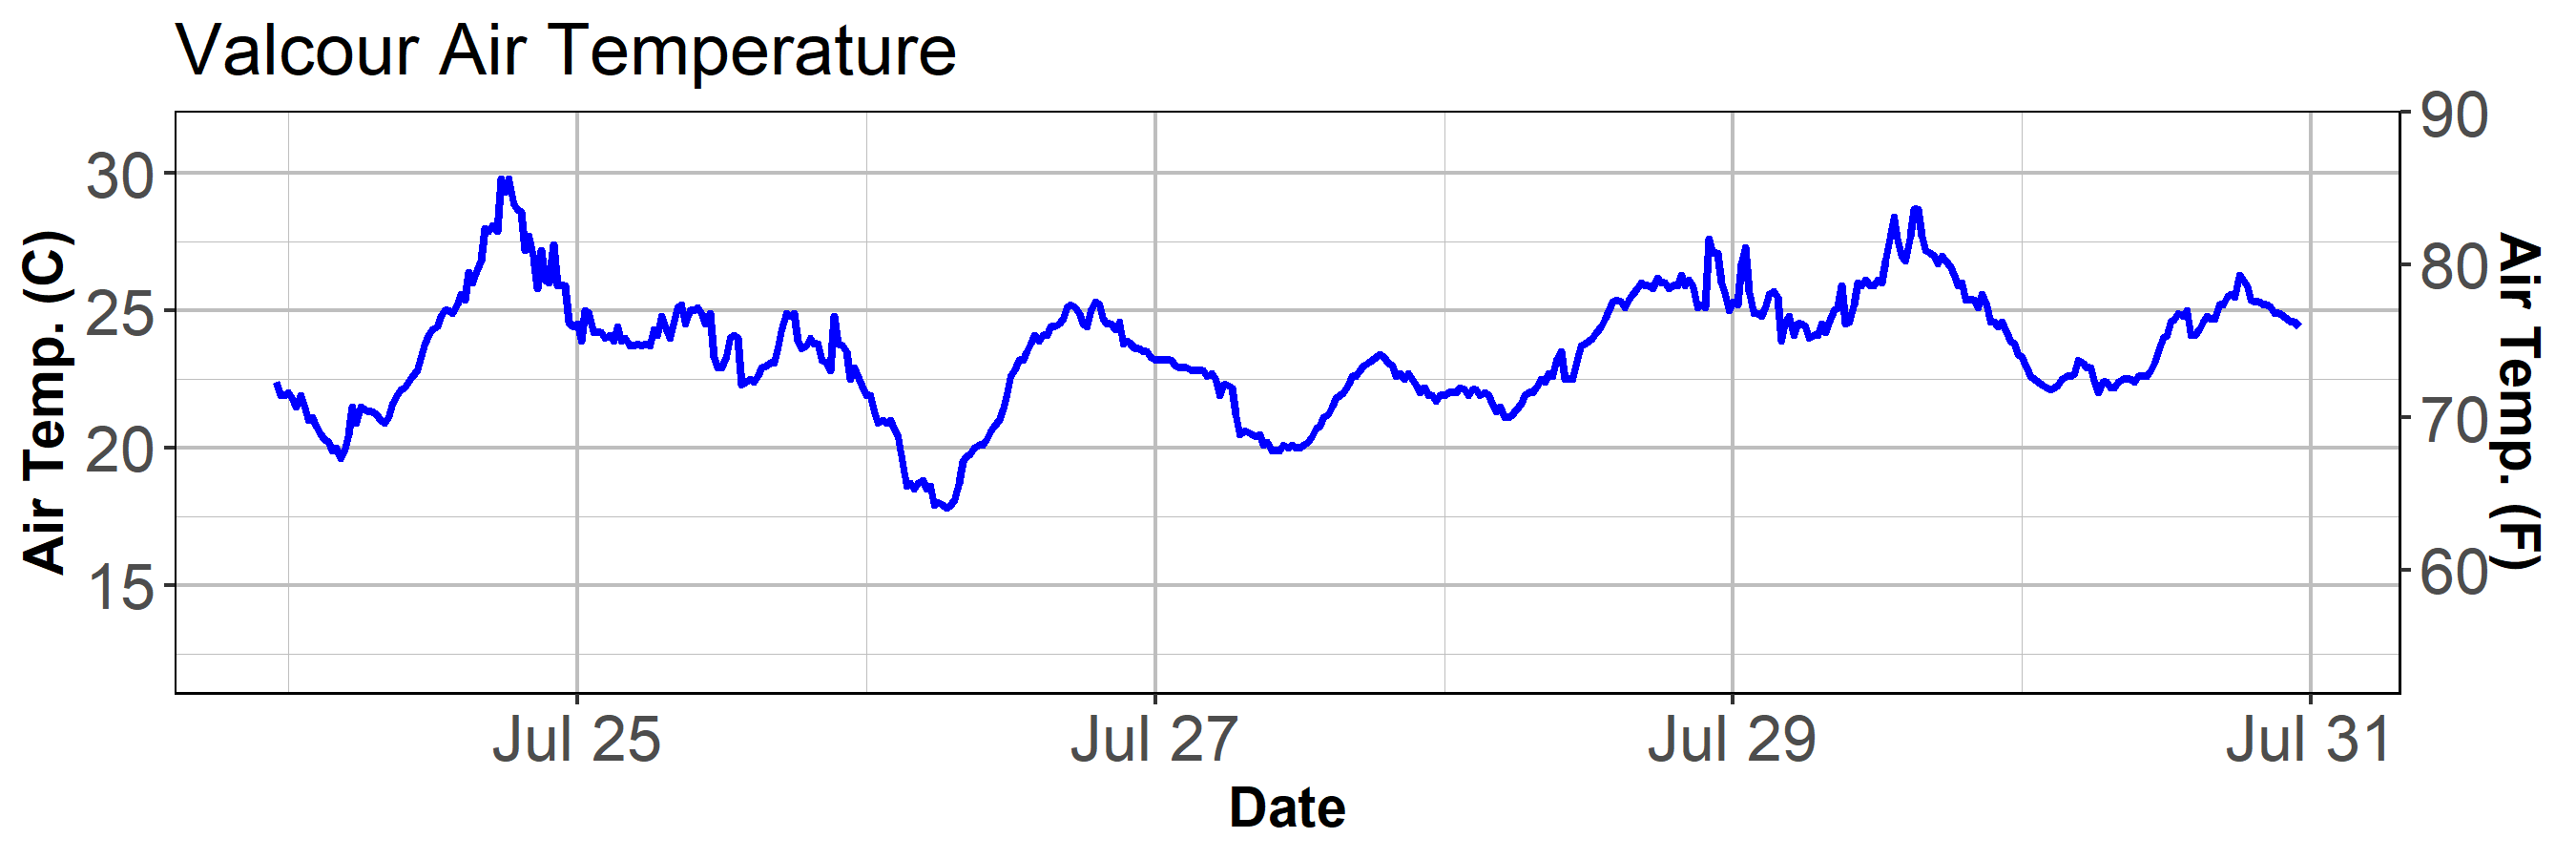 Valcour Air Temperature
Air Temp. (C)
30
25
20
15
90
80
70
60
Air Temp. (F)
Jul 25 Jul 27 Jul 29 Jul 31
Date